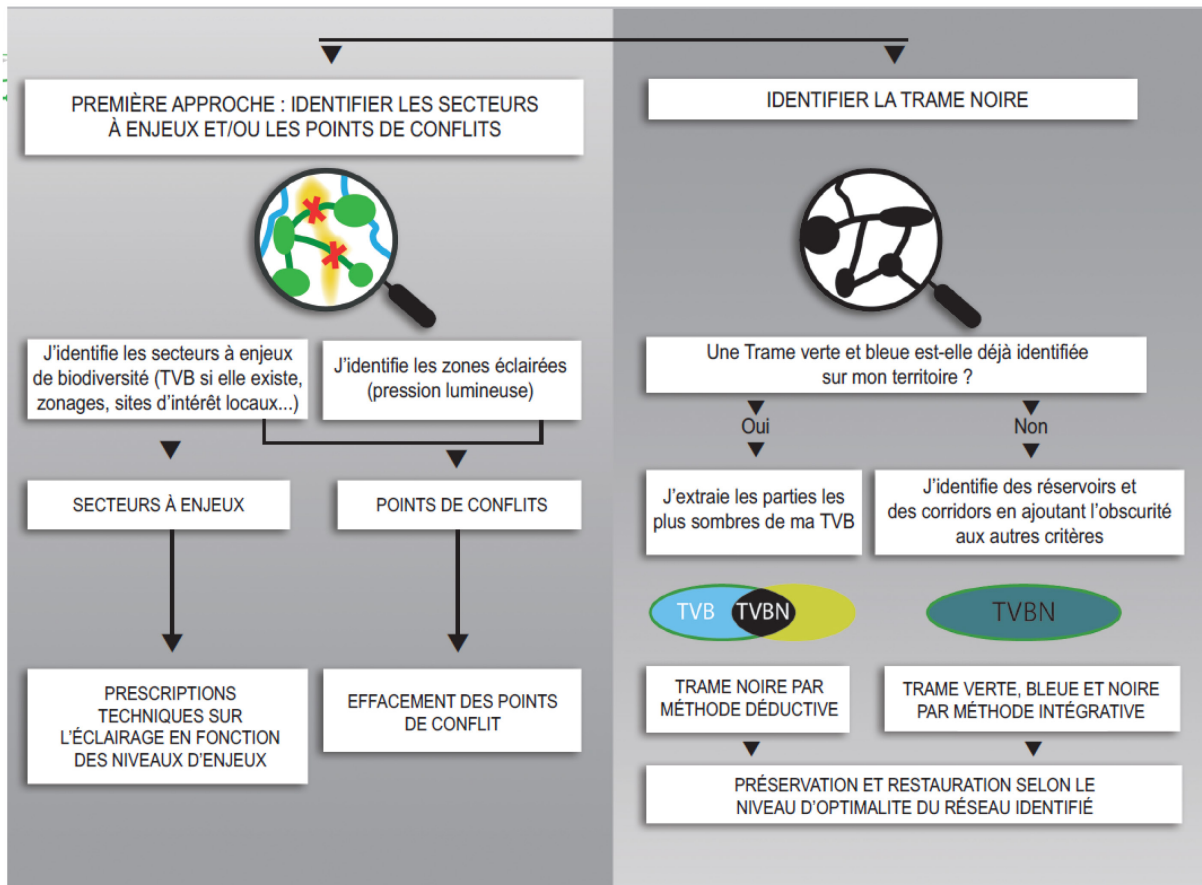 PREMIÈRE APPROCHE : IDENTIFIER LES SECTEURS
À ENJEUX ET/OU LES POINTS DE CONFLITS
J’identifie les secteurs à enjeux
de biodiversité (TVB si elle existe,
zonages, sites d’intérêt locaux...)
J’identifie les zones éclairées
(pression lumineuse)
SECTEURS À ENJEUX
POINTS DE CONFLITS
PRESCRIPTIONS
TECHNIQUES SUR
L’ÉCLAIRAGE EN FONCTION
DES NIVEAUX D’ENJEUX
EFFACEMENT DES POINTS
DE CONFLIT
IDENTIFIER LA TRAME NOIRE
Une Trame verte et bleue est-elle déjà identifiée
sur mon territoire ?
Oui
Non
J’extraie les parties les
plus sombres de ma TVB
J’identifie des réservoirs et
des corridors en ajoutant l’obscurité
aux autres critères
TVB
TVBN
TVBN
TRAME NOIRE PAR
MÉTHODE DÉDUCTIVE
TRAME VERTE, BLEUE ET NOIRE
PAR MÉTHODE INTÉGRATIVE
PRÉSERVATION ET RESTAURATION SELON LE
NIVEAU D’OPTIMALITE DU RÉSEAU IDENTIFIÉ